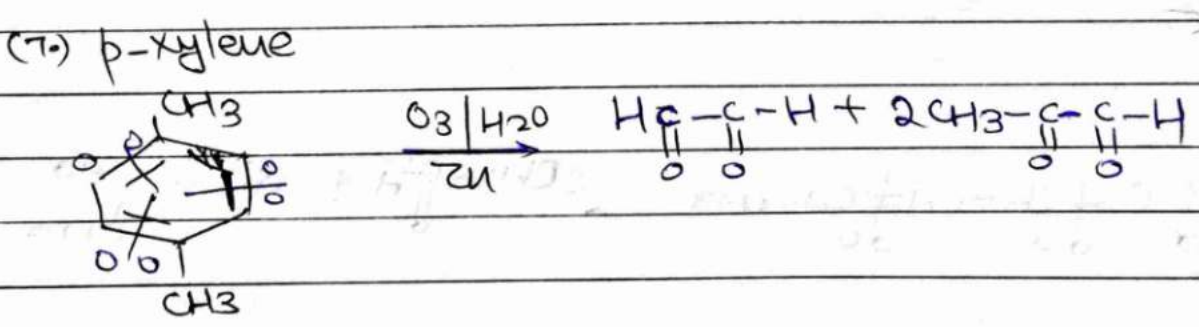 (7.) p-xylene
CH3
O3/H2O
Zn
HC-C-H + 2CH3-C-C-H
O O O O
O O O
O
O O
CH3